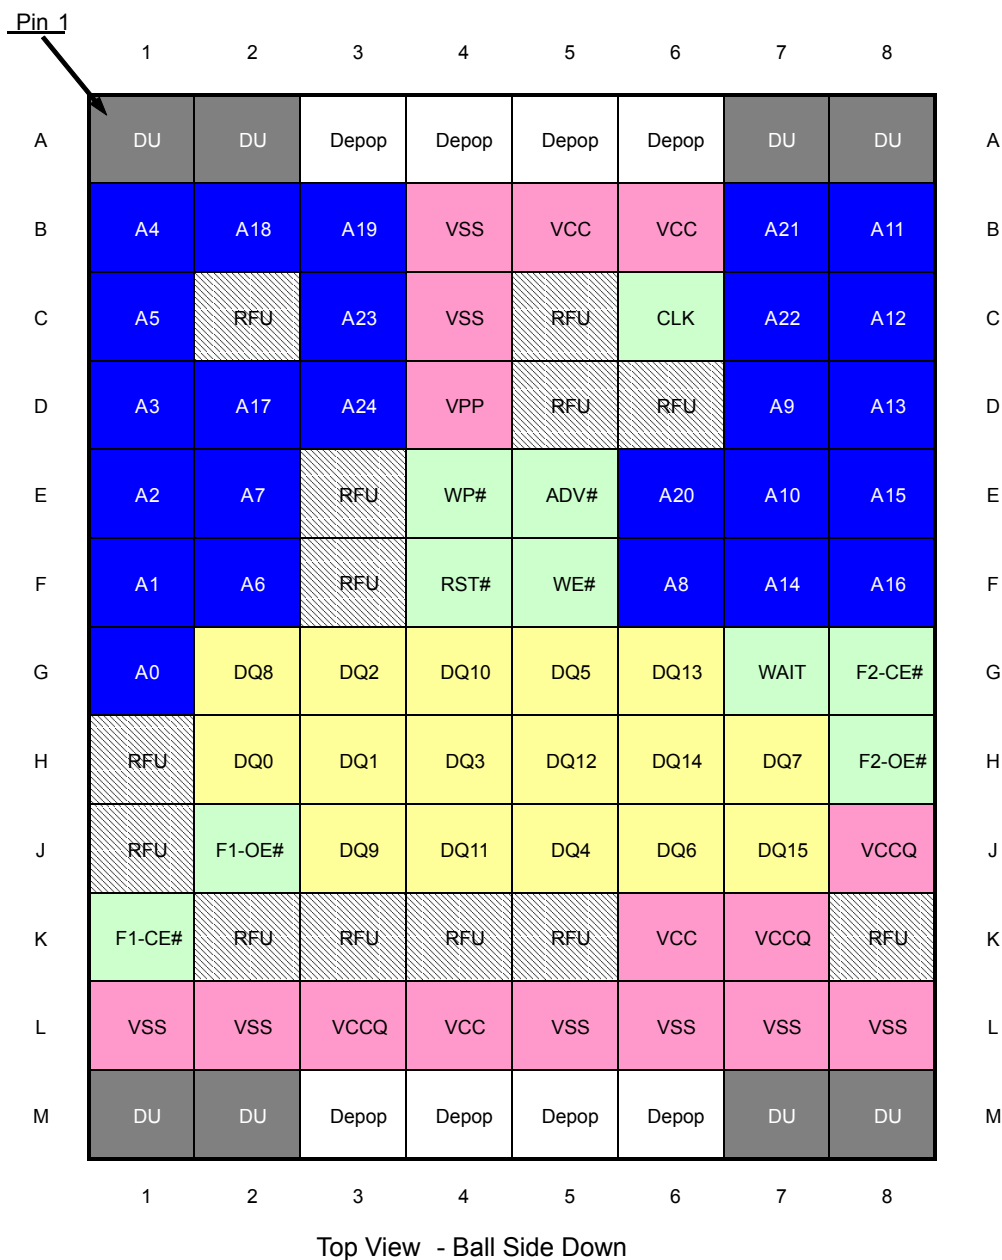 Pin 1
1 2 3 4 5 6 7 8
A DU DU Depop Depop Depop Depop DU DU A
B A4 A18 A19 VSS VCC VCC A21 A11 B
C A5 RFU A23 VSS RFU CLK A22 A12 C
D A3 A17 A24 VPP RFU RFU A9 A13 D
E A2 A7 RFU WP# ADV# A20 A10 A15 E
F A1 A6 RFU RST# WE# A8 A14 A16 F
G A0 DQ8 DQ2 DQ10 DQ5 DQ13 WAIT F2-CE# G
H RFU DQ0 DQ1 DQ3 DQ12 DQ14 DQ7 F2-OE# H
J RFU F1-OE# DQ9 DQ11 DQ4 DQ6 DQ15 VCCQ J
K F1-CE# RFU RFU RFU RFU VCC VCCQ RFU K
L VSS VSS VCCQ VCC VSS VSS VSS VSS L
M DU DU Depop Depop Depop Depop DU DU M
1 2 3 4 5 6 7 8
Top View - Ball Side Down